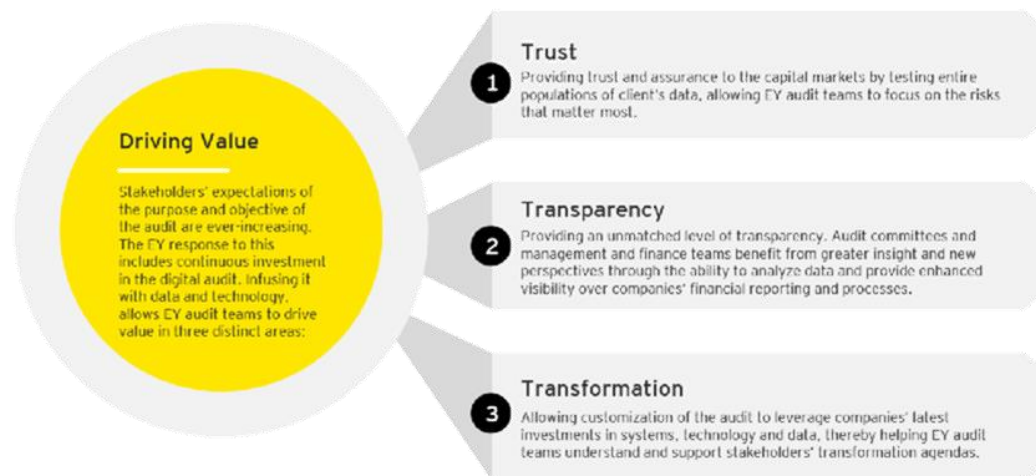 Driving Value
Stakeholders' expectations of
the purpose and objective of
the audit are ever-increasing.
The EY response to this
includes continuous investment
in the digital audit. Infusing it
with data and technology,
allows EY audit teams to drive
value in three distinct areas:
1
Trust
Providing trust and assurance to the capital markets by testing entire
populations of client's data, allowing EY audit teams to focus on the risks
that matter most.
2
Transparency
Providing an unmatched level of transparency. Audit committees and
management and finance teams benefit from greater insight and new
perspectives through the ability to analyze data and provide enhanced
visibility over companies' financial reporting and processes.
3
Transformation
Allowing customization of the audit to leverage companies' latest
investments in systems, technology and data, thereby helping EY audit
teams understand and support stakeholders' transformation agendas.